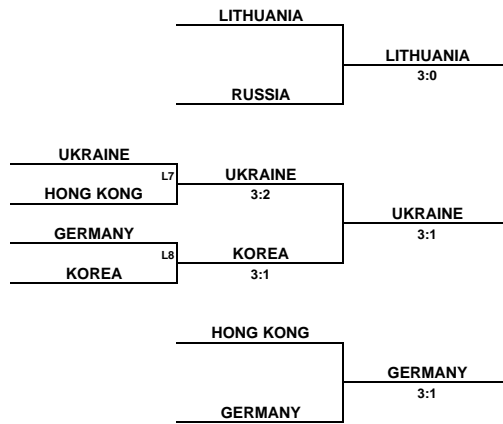 LITHUANIA
LITHUANIA
3:0
RUSSIA
UKRAINE
L7
UKRAINE
HONG KONG
3:2
UKRAINE
GERMANY
3:1
L8
KOREA
KOREA
3:1
HONG KONG
GERMANY
3:1
GERMANY